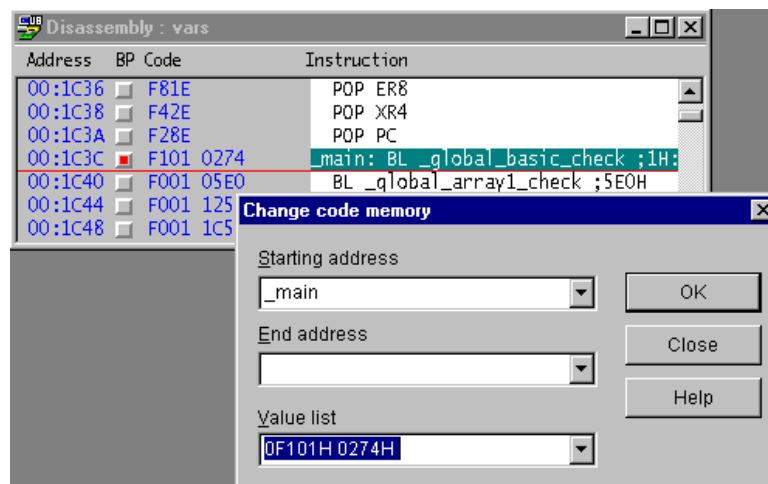 Disassembly : vars
Address BP Code Instruction
00:1C36 F81E POP ER8
00:1C38 F42E POP XR4
00:1C3A F28E POP PC
00:1C3C F101 0274 _main: BL _global_basic_check ;1H:
00:1C40 F001 05E0 BL _global_array1_check ;5E0H
00:1C44 F001 125
00:1C48 F001 1C5
Change code memory
Starting address
_main
OK
End address
Close
Help
Value list
0F101H 0274H